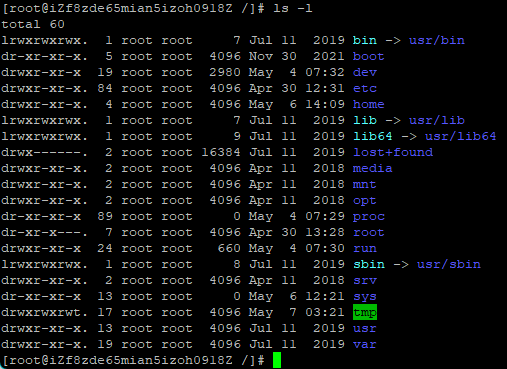 [root@iZf8zde65mian5izoh0918Z /]# ls -l
total 60
lrwxrwxrwx.  1 root root     7 Jul 11  2019 bin -> usr/bin
dr-xr-xr-x.  5 root root  4096 Nov 30  2021 boot
drwxr-xr-x  19 root root  2980 May  4 07:32 dev
drwxr-xr-x. 84 root root  4096 Apr 30 12:31 etc
drwxr-xr-x.  4 root root  4096 May  6 14:09 home
lrwxrwxrwx.  1 root root     7 Jul 11  2019 lib -> usr/lib
lrwxrwxrwx.  1 root root     9 Jul 11  2019 lib64 -> usr/lib64
drwx------.  2 root root 16384 Jul 11  2019 lost+found
drwxr-xr-x.  2 root root  4096 Apr 11  2018 media
drwxr-xr-x.  2 root root  4096 Apr 11  2018 mnt
drwxr-xr-x.  2 root root  4096 Apr 11  2018 opt
dr-xr-xr-x  89 root root     0 May  4 07:29 proc
dr-xr-x---.  7 root root  4096 Apr 30 13:28 root
drwxr-xr-x  24 root root   660 May  4 07:30 run
lrwxrwxrwx.  1 root root     8 Jul 11  2019 sbin -> usr/sbin
drwxr-xr-x.  2 root root  4096 Apr 11  2018 srv
dr-xr-xr-x  13 root root     0 May  6 12:21 sys
drwxrwxrwt. 17 root root  4096 May  7 03:21 tmp
drwxr-xr-x. 13 root root  4096 Jul 11  2019 usr
drwxr-xr-x. 19 root root  4096 Jul 11  2019 var
[root@iZf8zde65mian5izoh0918Z /]#